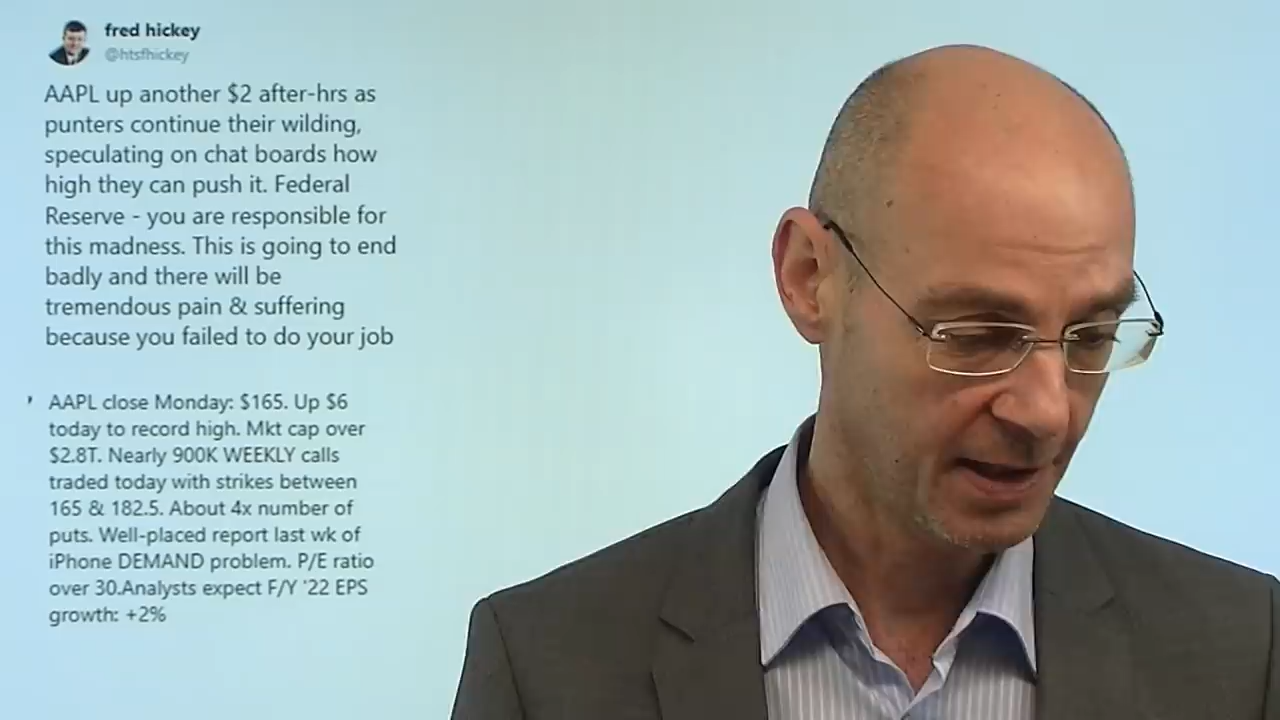 fred hickey
@htsfhickey
AAPL up another $2 after-hrs as
punters continue their wilding,
speculating on chat boards how
high they can push it. Federal
Reserve - you are responsible for
this madness. This is going to end
badly and there will be
tremendous pain & suffering
because you failed to do your job
AAPL close Monday: $165. Up $6
today to record high. Mkt cap over
$2.8T. Nearly 900K WEEKLY calls
traded today with strikes between
165 & 182.5. About 4x number of
puts. Well-placed report last wk of
iPhone DEMAND problem. P/E ratio
over 30.Analysts expect F/Y '22 EPS
growth: +2%